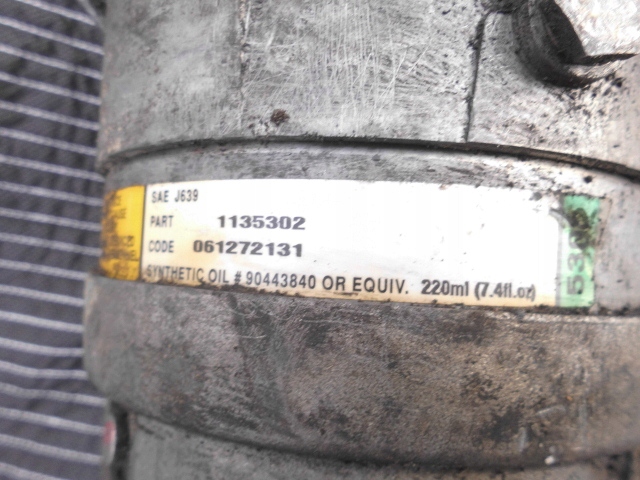 SAE J639
PART 1135302
CODE 061272131
SYNTHETIC OIL # 90443840 OR EQUIV. 220ml (7.4fl.oz)